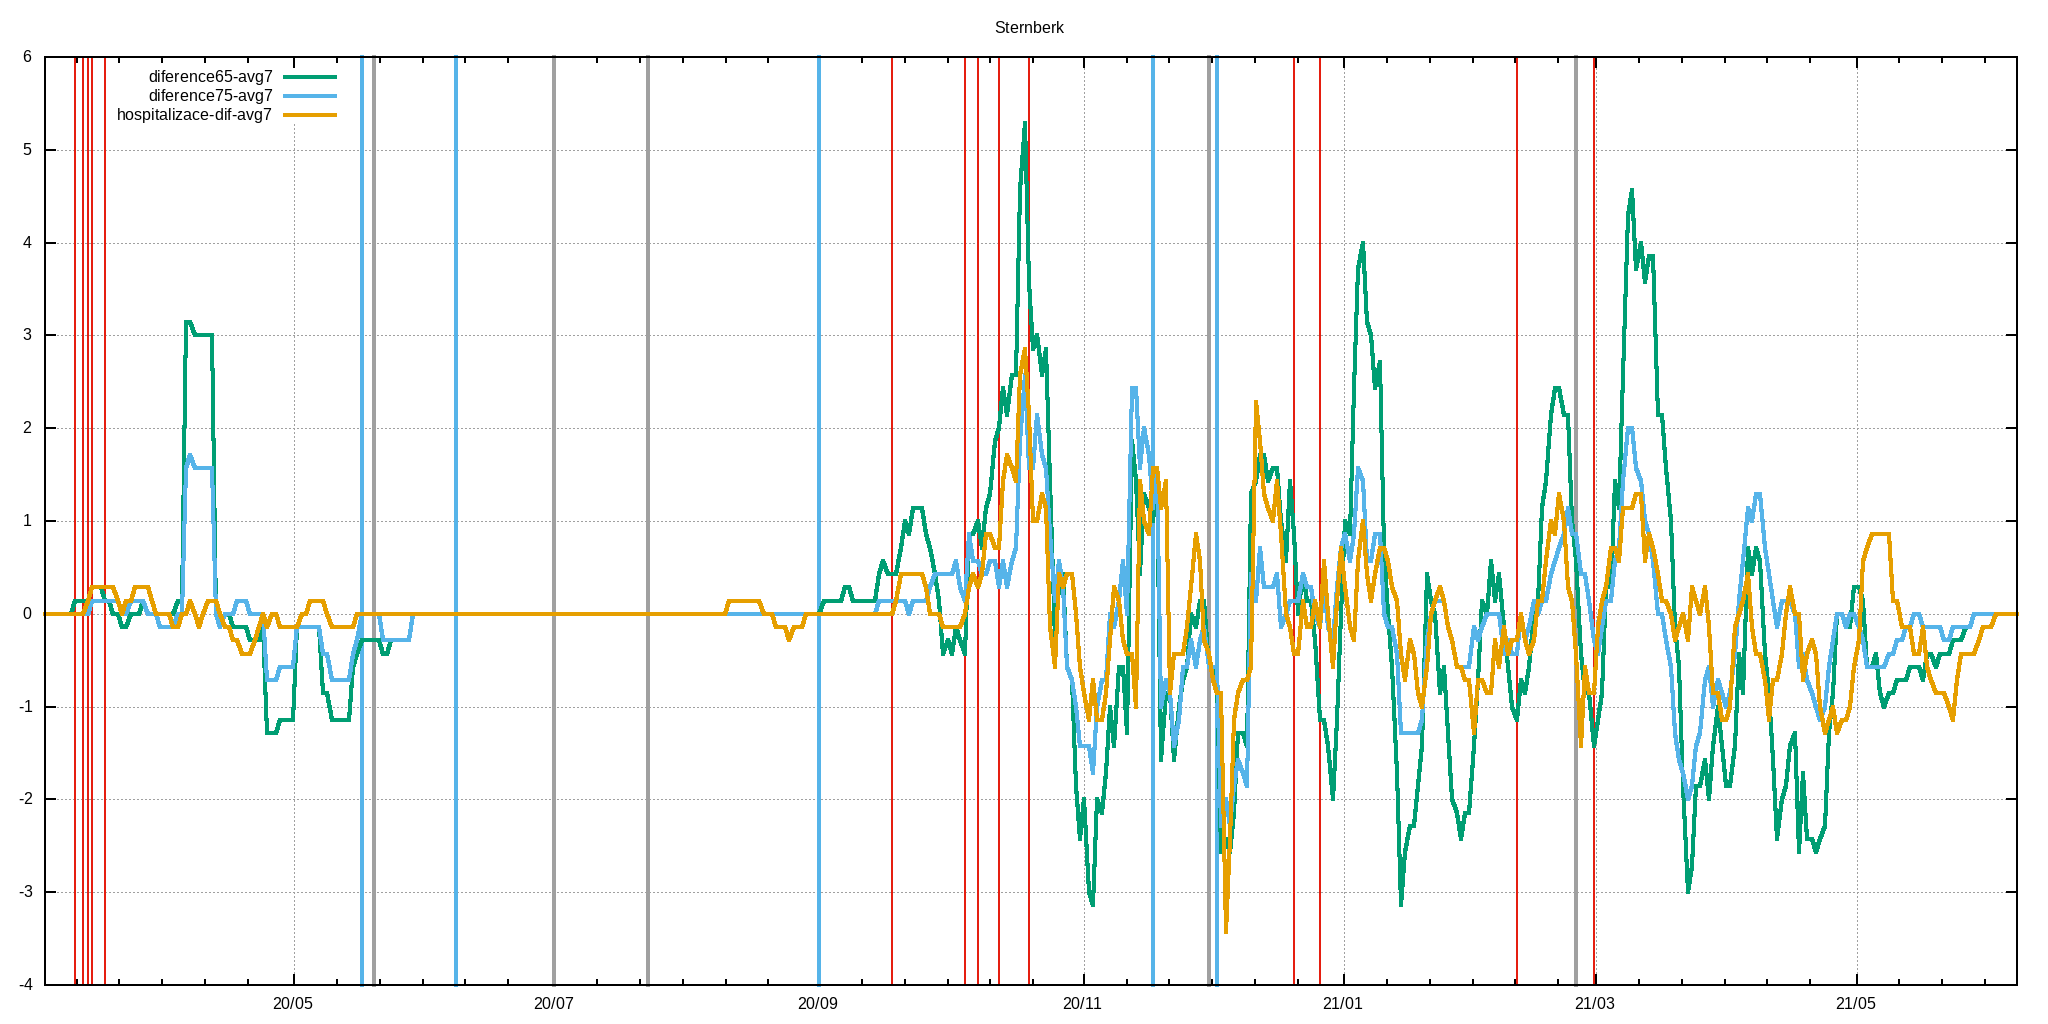 Sternberk
6
diference65-avg7
diference75-avg7
hospitalizace-dif-avg7
5
4
3
2
1
0
-1
-2
-3
-4
20/05 20/07 20/09 20/11 21/01 21/03 21/05